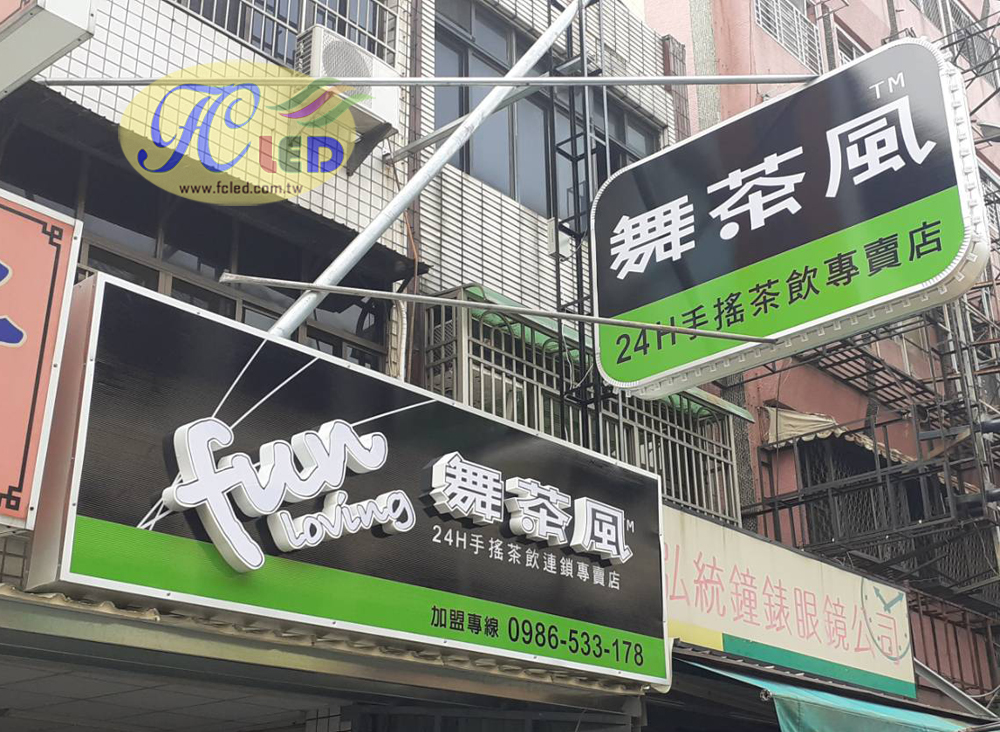 FC LED
www.fcled.com.tw
舞茶風™
24H手搖茶飲專賣店
fun
loving
舞茶風™
24H手搖茶飲連鎖專賣店
加盟專線 0986-533-178
弘統鐘錶眼鏡公司